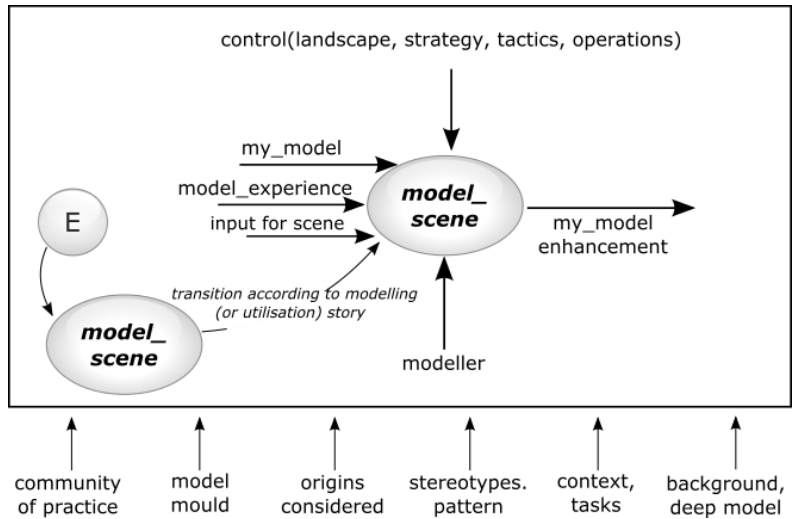 control(landscape, strategy, tactics, operations)
my_model
model_experience
input for scene
model_
scene
my_model
enhancement
E
transition according to modelling
(or utilisation) story
model_
scene
modeller
community
of practice
model
mould
origins
considered
stereotypes.
pattern
context,
tasks
background,
deep model